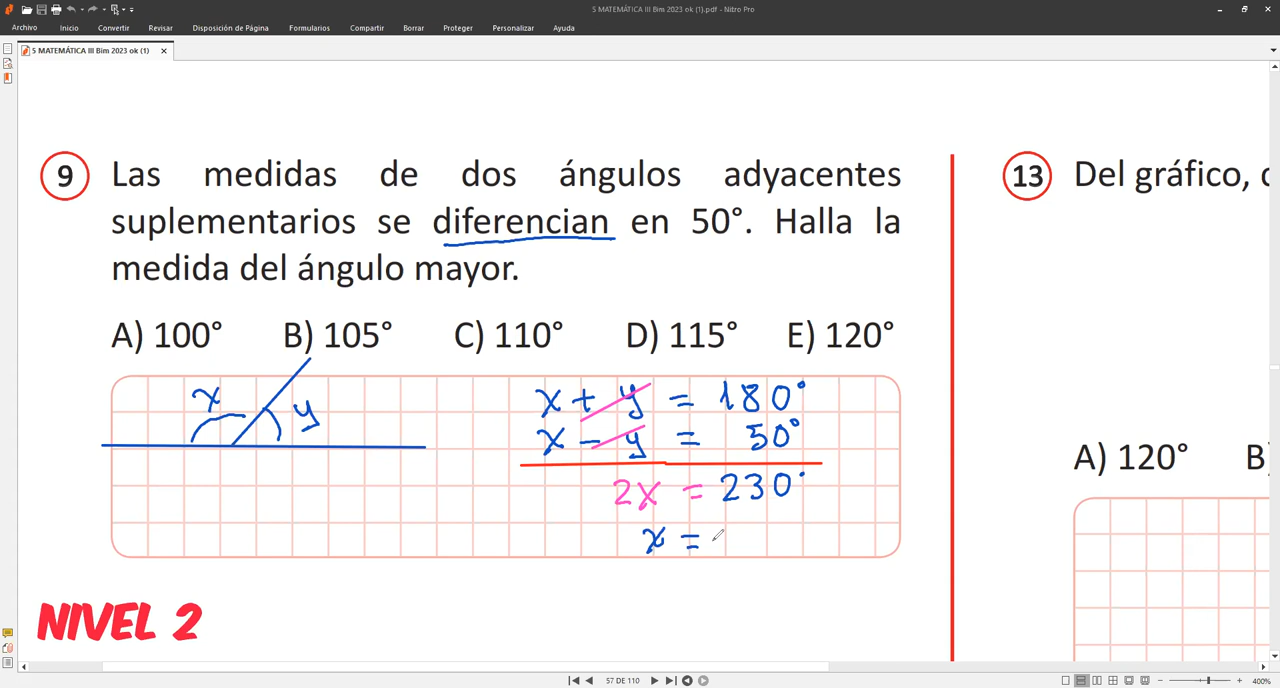 5 MATEMÁTICA III Bim 2023 ok (1).pdf - Nitro Pro
Archivo Inicio Convertir Revisar Disposición de Página Formularios Compartir Borrar Proteger Personalizar Ayuda
5 MATEMÁTICA III Bim 2023 ok (1)
9 Las medidas de dos ángulos adyacentes
suplementarios se diferencian en 50°. Halla la
medida del ángulo mayor.
A) 100° B) 105° C) 110° D) 115° E) 120°
x y
x + y = 180°
x - y = 50°
2x = 230°
x =
NIVEL 2
13 Del gráfico, c
A) 120° B)
57 DE 110
400%